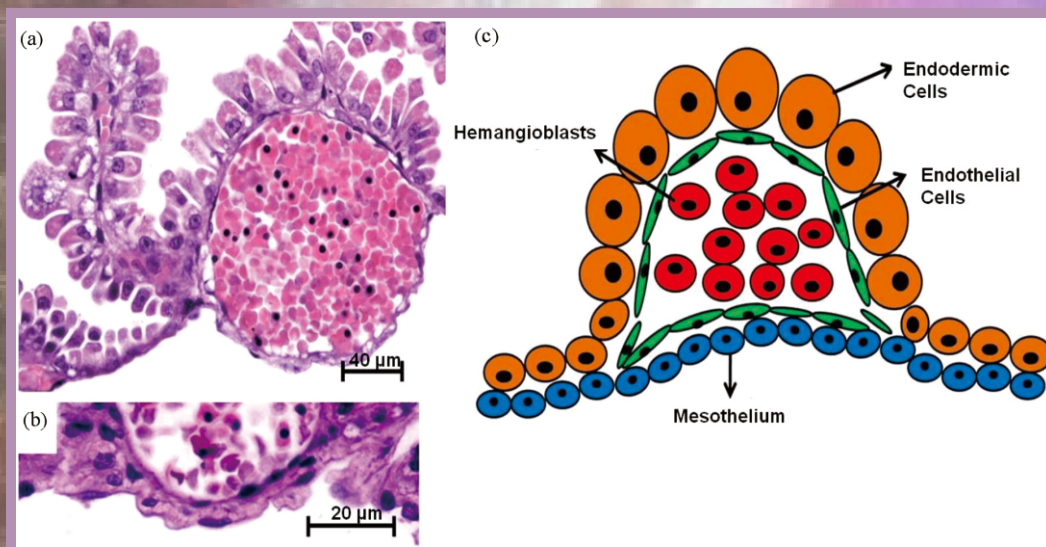 (a)
40 µm
(b)
20 µm
(c)
Endodermic
Cells
Hemangioblasts
Endothelial
Cells
Mesothelium